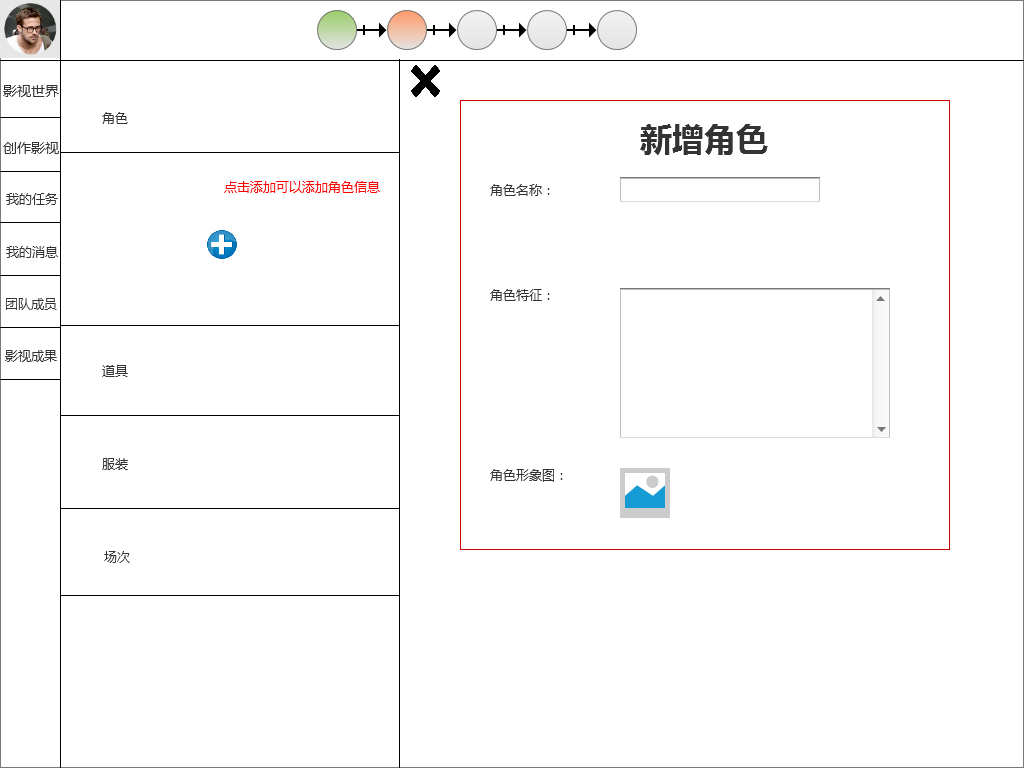 影视世界
创作影视
我的任务
我的消息
团队成员
影视成果
角色
点击添加可以添加角色信息
道具
服装
场次
新增角色
角色名称：
角色特征：
角色形象图：